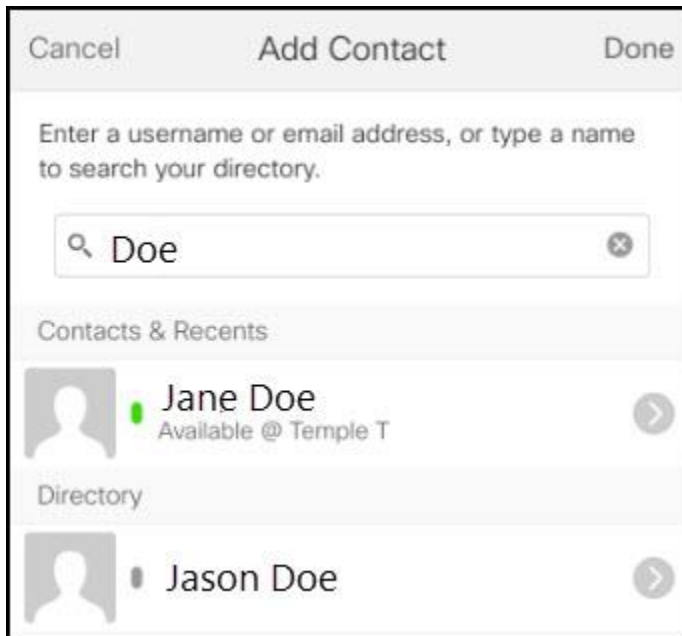 Cancel Add Contact Done
Enter a username or email address, or type a name
to search your directory.
Doe
Contacts & Recents
Jane Doe
Available @ Temple T
Directory
Jason Doe